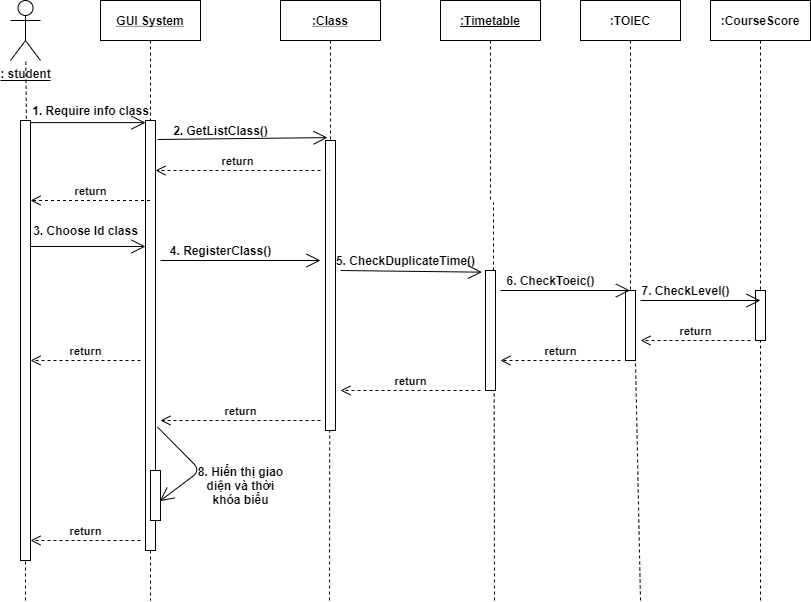 GUI System
:Class
:Timetable
:TOIEC
:CourseScore
: student
1. Require info class
2. GetListClass()
return
return
3. Choose Id class
4. RegisterClass()
5. CheckDuplicateTime()
6. CheckToeic()
7. CheckLevel()
return
return
return
return
return
8. Hiển thị giao
diện và thời
khóa biểu
return